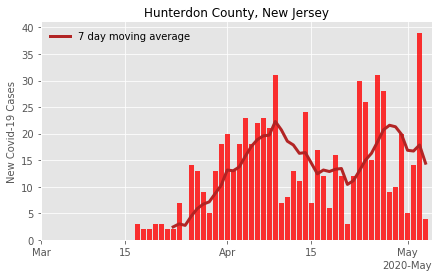 Hunterdon County, New Jersey
7 day moving average
New Covid-19 Cases
40
35
30
25
20
15
10
5
0
Mar 15 Apr 15 May
2020-May